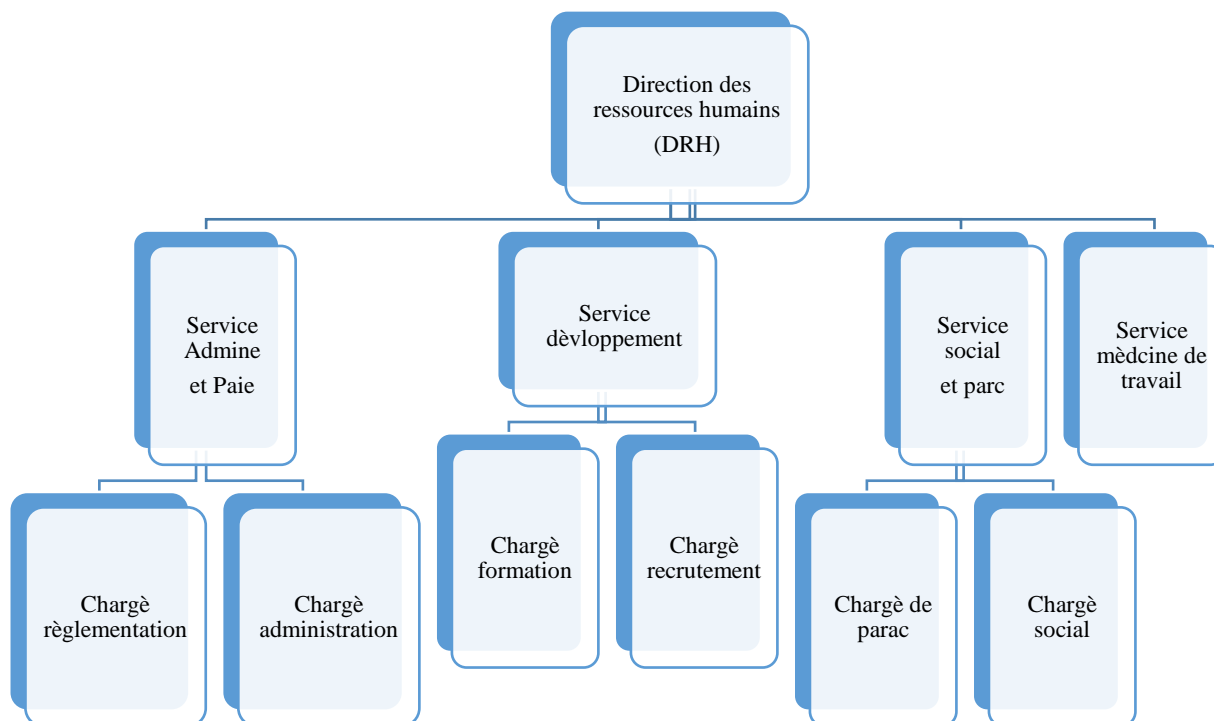 Direction des
ressources humains
(DRH)
Service
Admine
et Paie
Service
dèvloppement
Service
social
et parc
Service
mèdcine de
travail
Chargè
règlementation
Chargè
administration
Chargè
formation
Chargè
recrutement
Chargè de
parac
Chargè
social